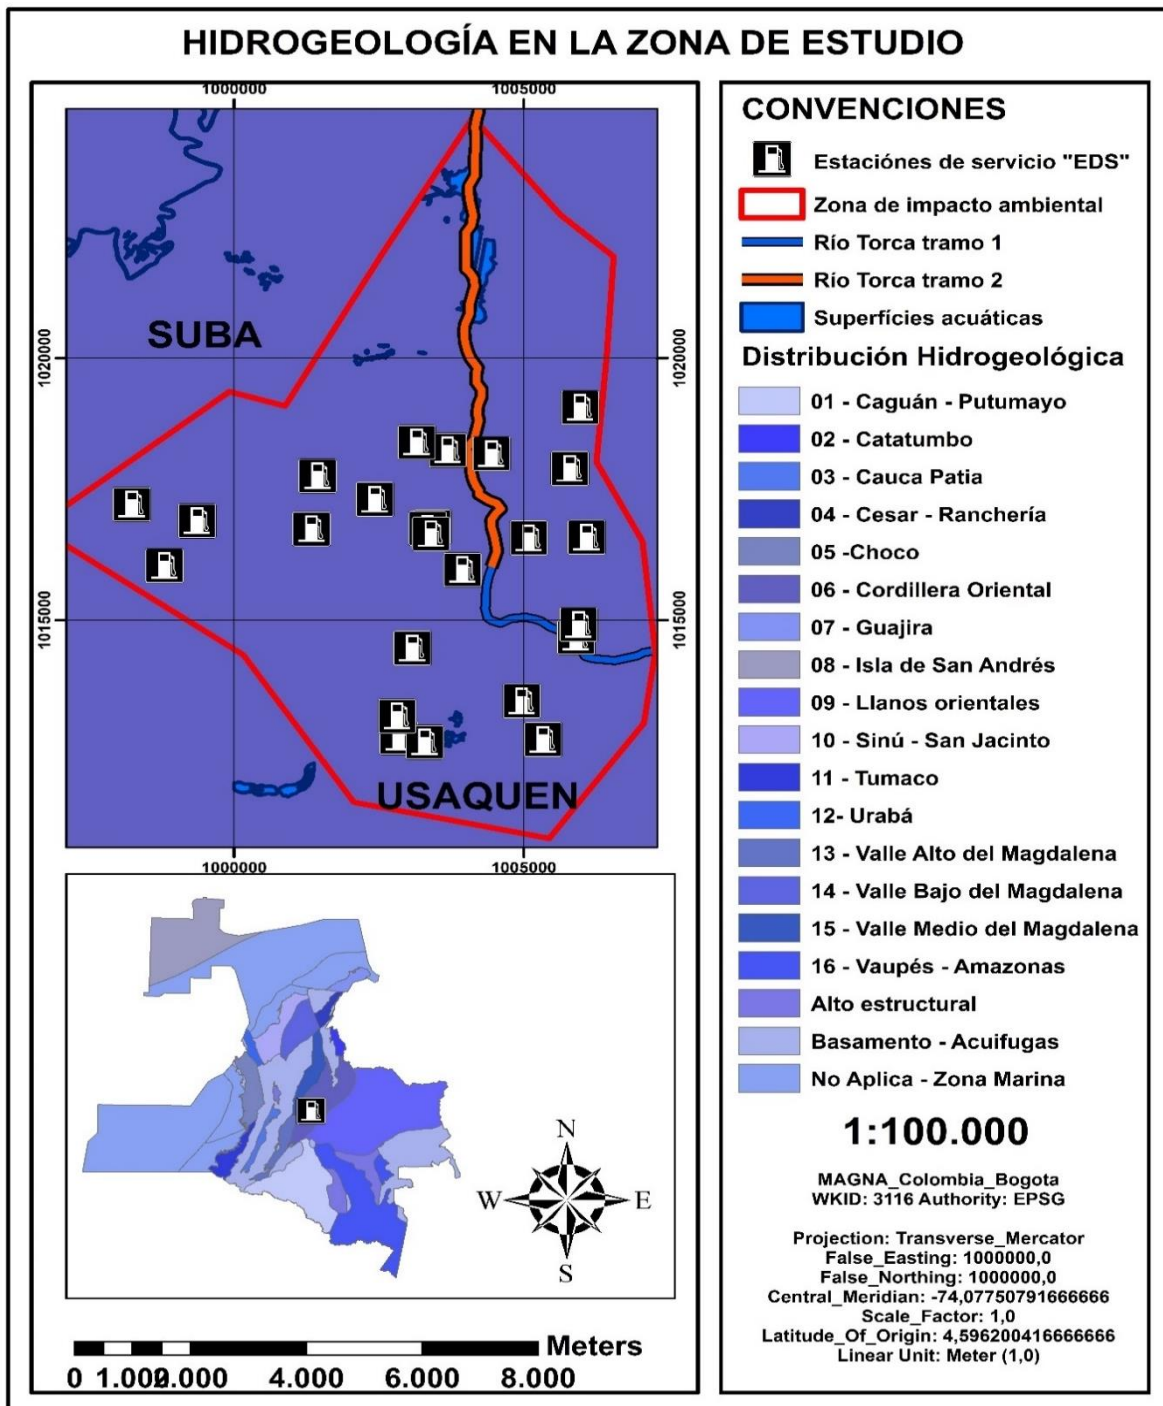 HIDROGEOLOGÍA EN LA ZONA DE ESTUDIO
1000000
1005000
1020000
1020000
SUBA
1015000
1015000
USAQUEN
1000000
1005000
N
W
E
S
Meters
0 1.000 2.000 4.000 6.000 8.000
CONVENCIONES
Estaciónes de servicio "EDS"
Zona de impacto ambiental
Río Torca tramo 1
Río Torca tramo 2
Superfícies acuáticas
Distribución Hidrogeológica
01 - Caguán - Putumayo
02 - Catatumbo
03 - Cauca Patia
04 - Cesar - Ranchería
05 -Choco
06 - Cordillera Oriental
07 - Guajira
08 - Isla de San Andrés
09 - Llanos orientales
10 - Sinú - San Jacinto
11 - Tumaco
12- Urabá
13 - Valle Alto del Magdalena
14 - Valle Bajo del Magdalena
15 - Valle Medio del Magdalena
16 - Vaupés - Amazonas
Alto estructural
Basamento - Acuifugas
No Aplica - Zona Marina
1:100.000
MAGNA_Colombia_Bogota
WKID: 3116 Authority: EPSG
Projection: Transverse_Mercator
False_Easting: 1000000,0
False_Northing: 1000000,0
Central_Meridian: -74,07750791666666
Scale_Factor: 1,0
Latitude_Of_Origin: 4,596200416666666
Linear Unit: Meter (1,0)